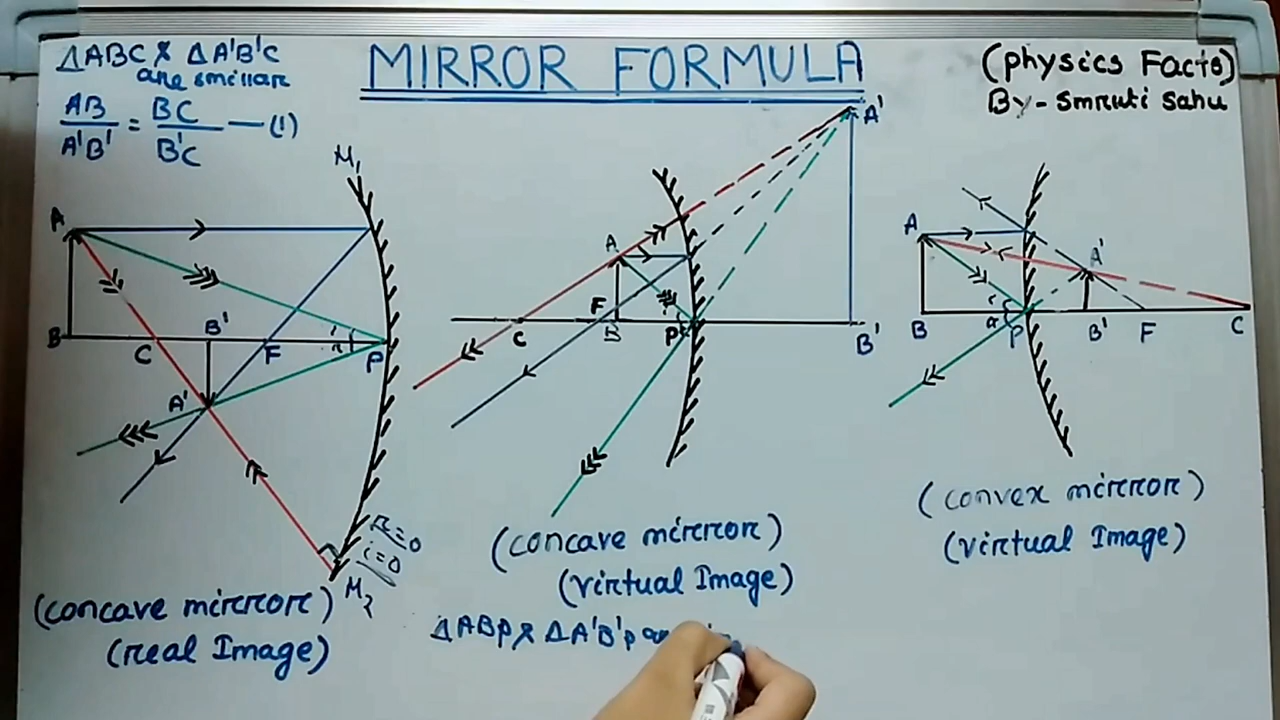 MIRROR FORMULA
(physics Facts)
By - Smruti Sahu
ΔABC & ΔA'B'C
are smillar
AB/A'B' = BC/B'C — (1)
M₁
A
B
C
B'
F
P
A'
i
r
r=0
i=0
M₂
(concave mirror)
(real Image)
A'
A
F
C
B
P
B'
i
r
(concave mirror)
(virtual Image)
A
A'
B
P
B'
F
C
i
r
(convex mirror)
(virtual Image)
ΔABP & ΔA'B'P